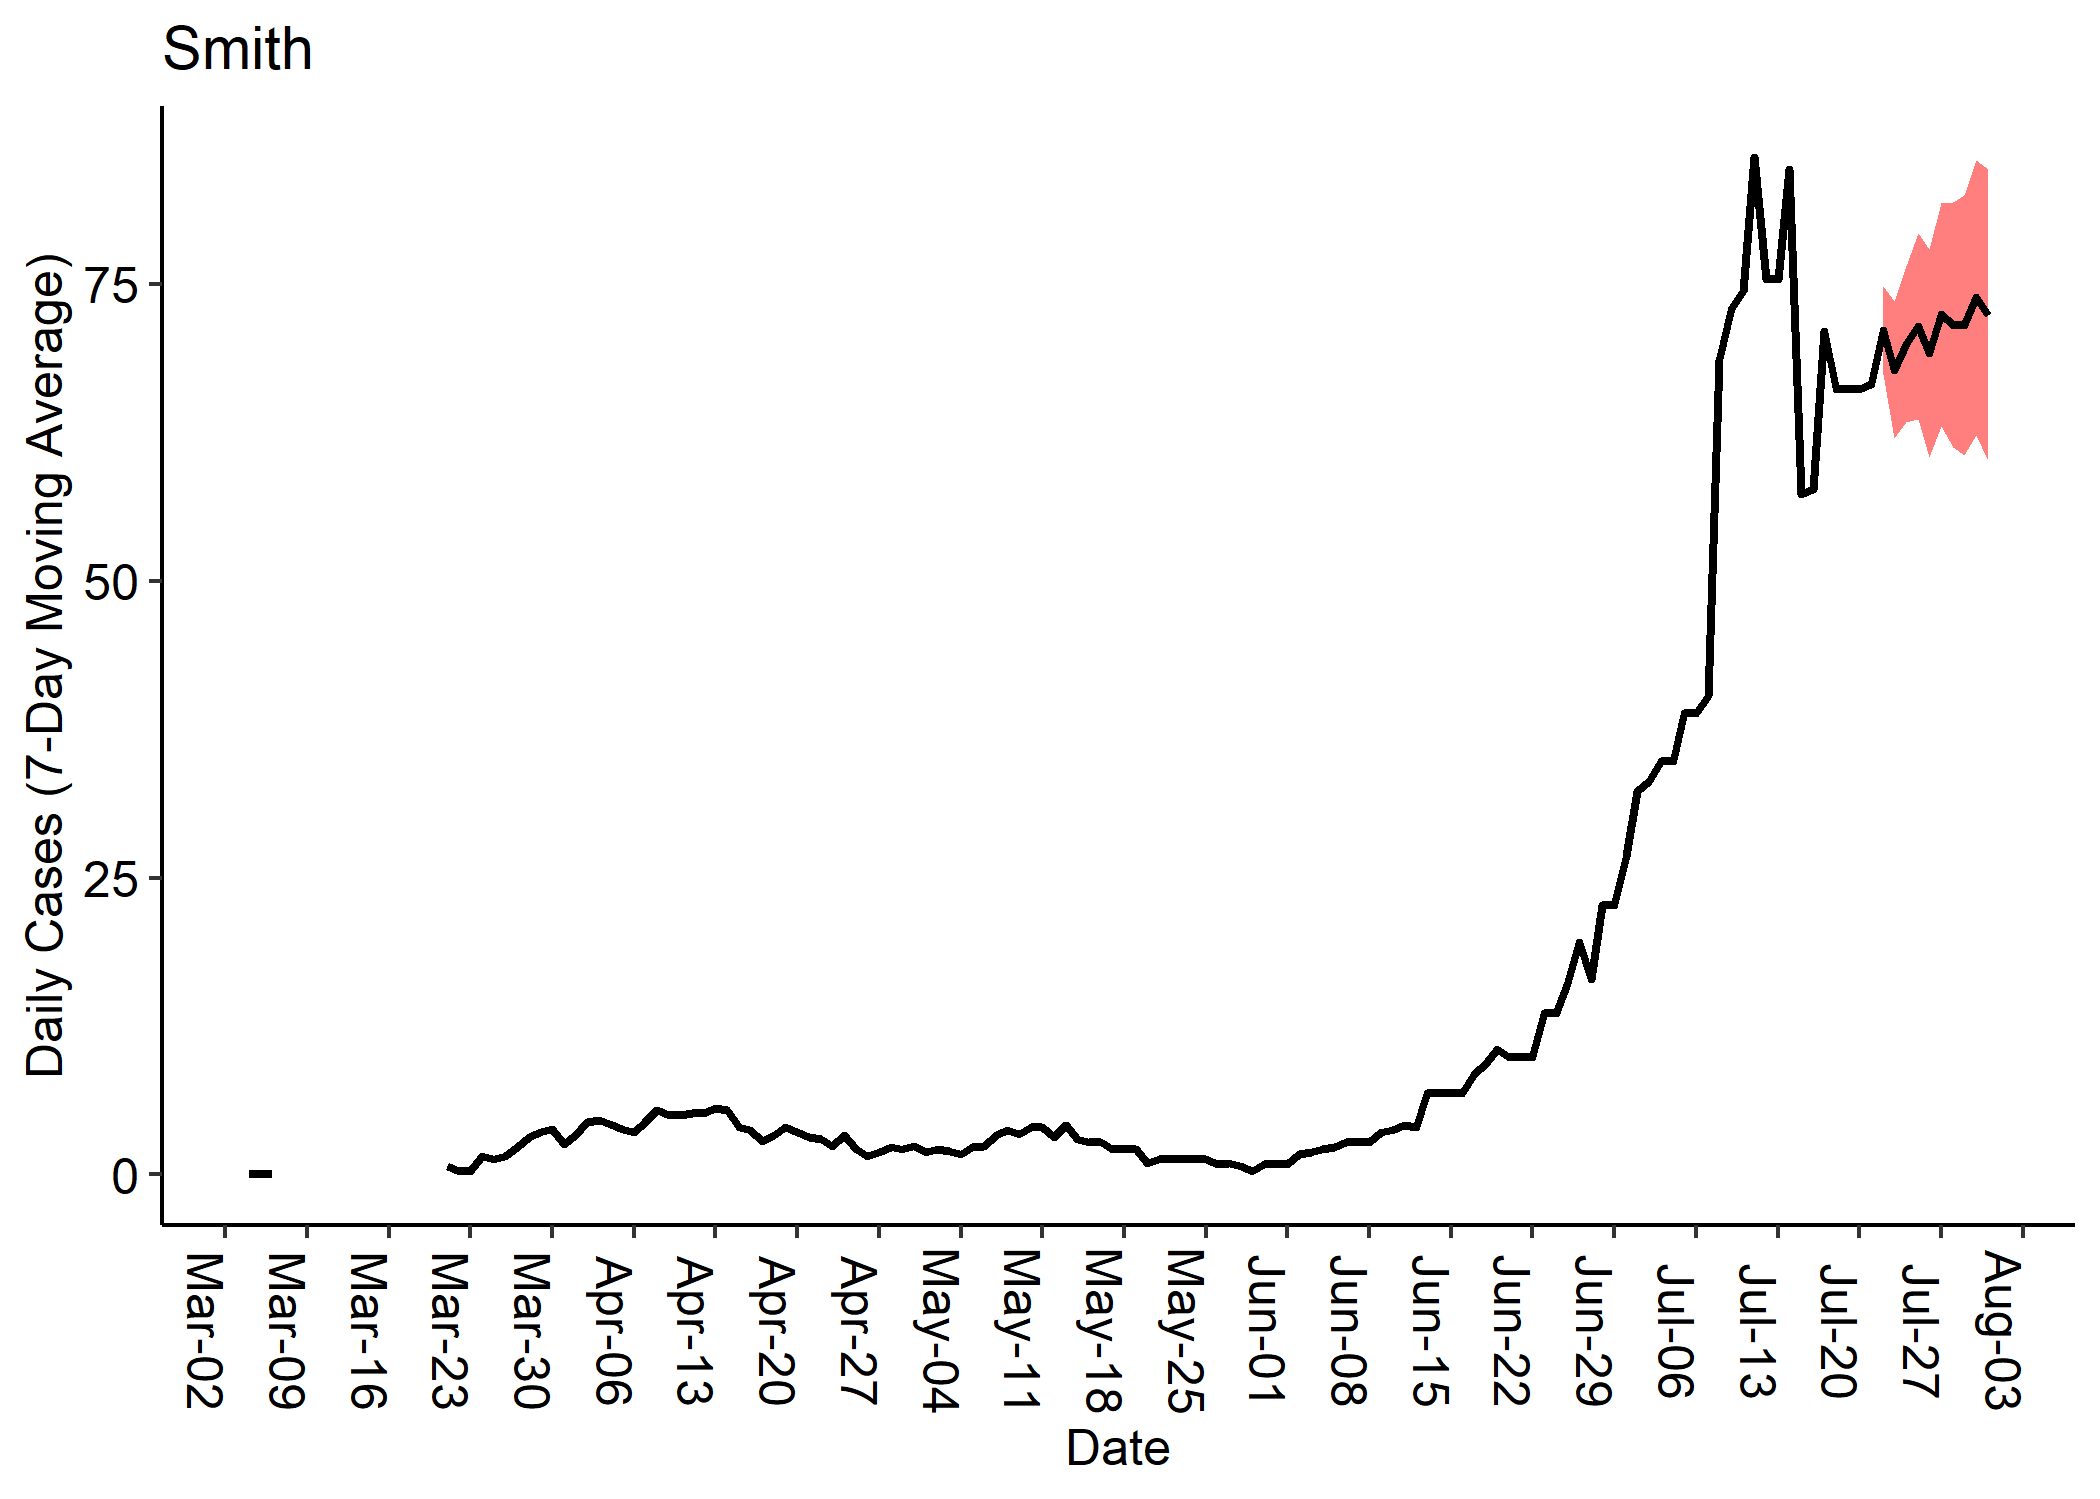 Smith
Daily Cases (7-Day Moving Average)
75
50
25
0
Mar-02
Mar-09
Mar-16
Mar-23
Mar-30
Apr-06
Apr-13
Apr-20
Apr-27
May-04
May-11
May-18
May-25
Jun-01
Jun-08
Jun-15
Jun-22
Jun-29
Jul-06
Jul-13
Jul-20
Jul-27
Aug-03
Date